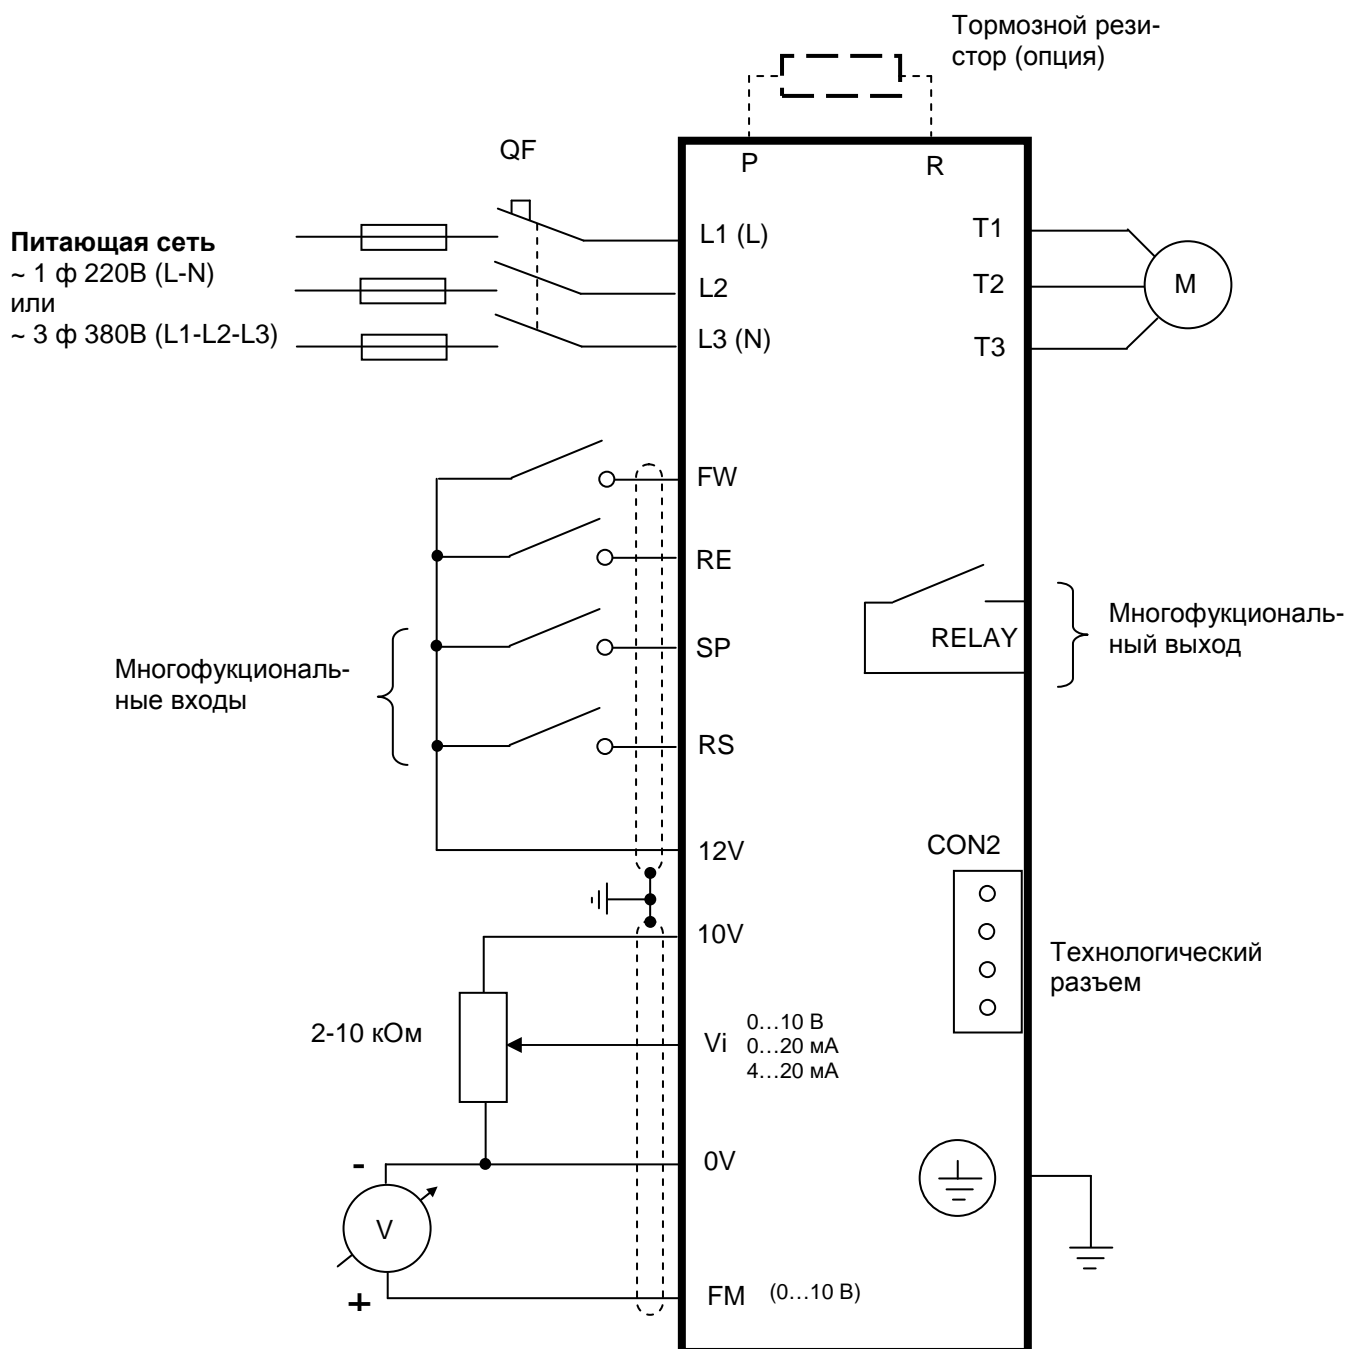 Тормозной рези-
стор (опция)
QF
P
R
Питающая сеть
~ 1 ф 220В (L-N)
или
~ 3 ф 380В (L1-L2-L3)
L1 (L)
L2
L3 (N)
T1
T2
T3
M
FW
RE
SP
RS
12V
Многофукциональ-
ные входы
RELAY
Многофукциональ-
ный выход
CON2
Технологический
разъем
10V
2-10 кОм
Vi
0…10 В
0…20 мА
4…20 мА
-
0V
V
+
FM (0…10 В)